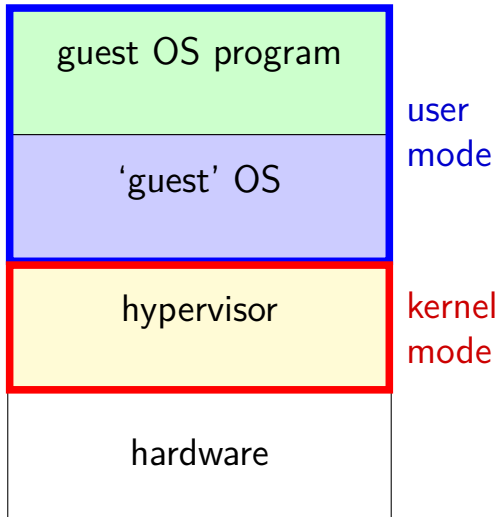 guest OS program
user
mode
‘guest’ OS
hypervisor
kernel
mode
hardware